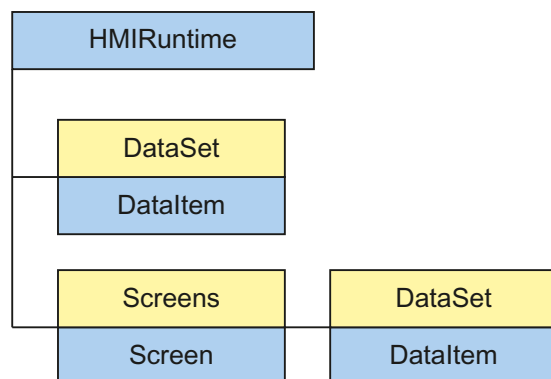 HMIRuntime
DataSet
DataItem
Screens
DataSet
Screen
DataItem